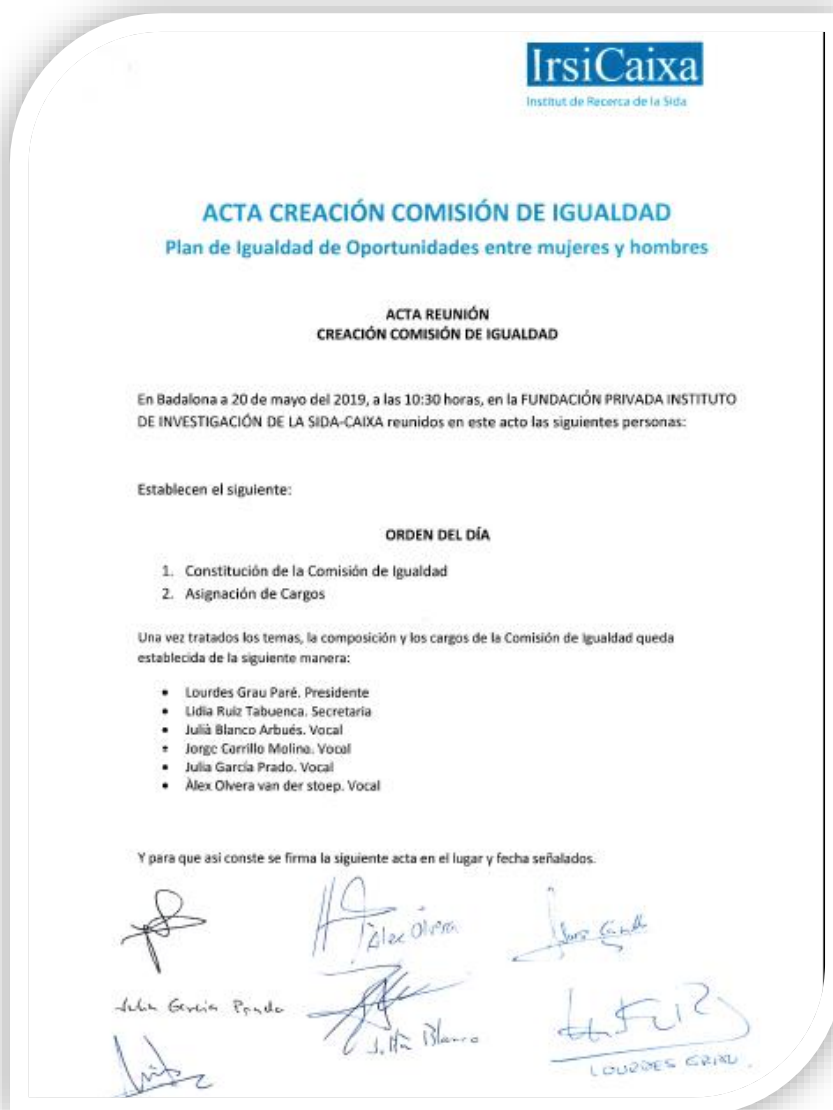 IrsiCaixa
Institut de Recerca de la Sida
ACTA CREACIÓN COMISIÓN DE IGUALDAD
Plan de Igualdad de Oportunidades entre mujeres y hombres
ACTA REUNIÓN
CREACIÓN COMISIÓN DE IGUALDAD
En Badalona a 20 de mayo del 2019, a las 10:30 horas, en la FUNDACIÓN PRIVADA INSTITUTO
DE INVESTIGACIÓN DE LA SIDA-CAIXA reunidos en este acto las siguientes personas:
Establecen el siguiente:
ORDEN DEL DÍA
1. Constitución de la Comisión de Igualdad
2. Asignación de Cargos
Una vez tratados los temas, la composición y los cargos de la Comisión de Igualdad queda
establecida de la siguiente manera:
• Lourdes Grau Paré. Presidente
• Lidia Ruiz Tabuenca. Secretaria
• Julià Blanco Arbués. Vocal
• Jorge Carrillo Molina. Vocal
• Julia García Prado. Vocal
• Àlex Olvera van der stoep. Vocal
Y para que así conste se firma la siguiente acta en el lugar y fecha señalados.
Àlex Olvera
Julia García Prado
Julià Blanco
LOURDES GRAU